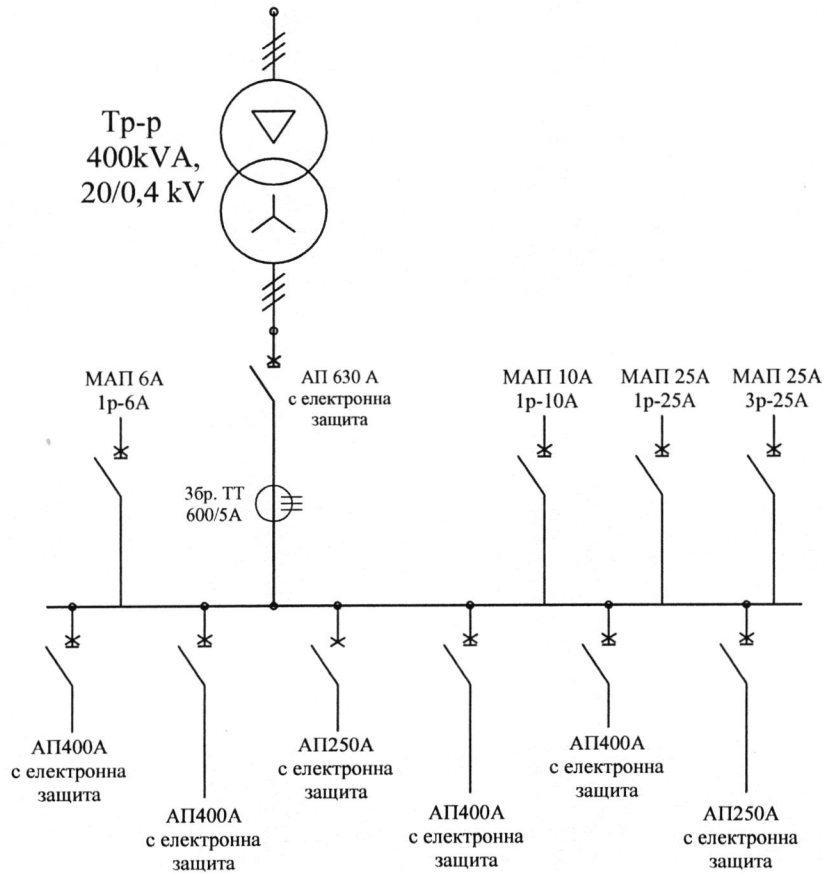 Тр-р
400kVA,
20/0,4 kV
МАП 6А
1р-6А
АП 630 А
с електронна
защита
МАП 10А
1р-10А
МАП 25А
1р-25А
МАП 25А
3р-25А
3бр. ТТ
600/5А
АП400А
с електронна
защита
АП400А
с електронна
защита
АП250А
с електронна
защита
АП400А
с електронна
защита
АП400А
с електронна
защита
АП250А
с електронна
защита